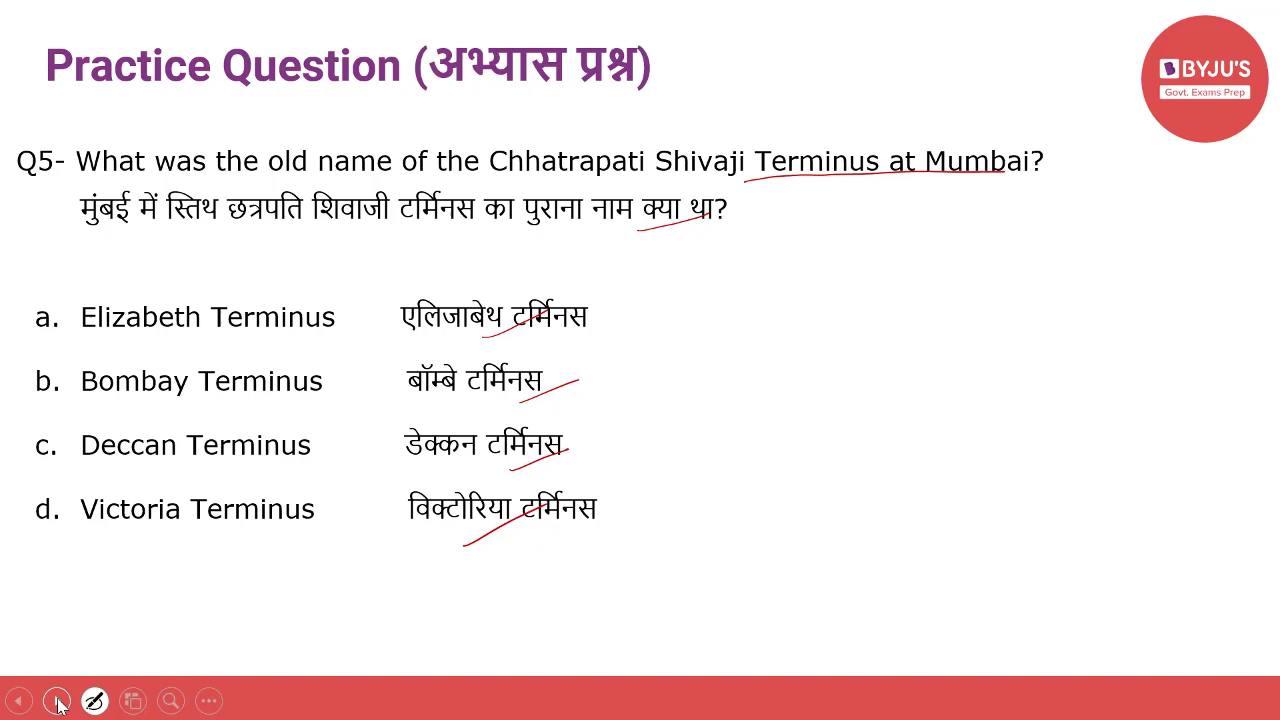 Practice Question (अभ्यास प्रश्न)
BYJU'S
Govt. Exams Prep
Q5- What was the old name of the Chhatrapati Shivaji Terminus at Mumbai?
मुंबई में स्तिथ छत्रपति शिवाजी टर्मिनस का पुराना नाम क्या था?
a. Elizabeth Terminus एलिजाबेथ टर्मिनस
b. Bombay Terminus बॉम्बे टर्मिनस
c. Deccan Terminus डेक्कन टर्मिनस
d. Victoria Terminus विक्टोरिया टर्मिनस